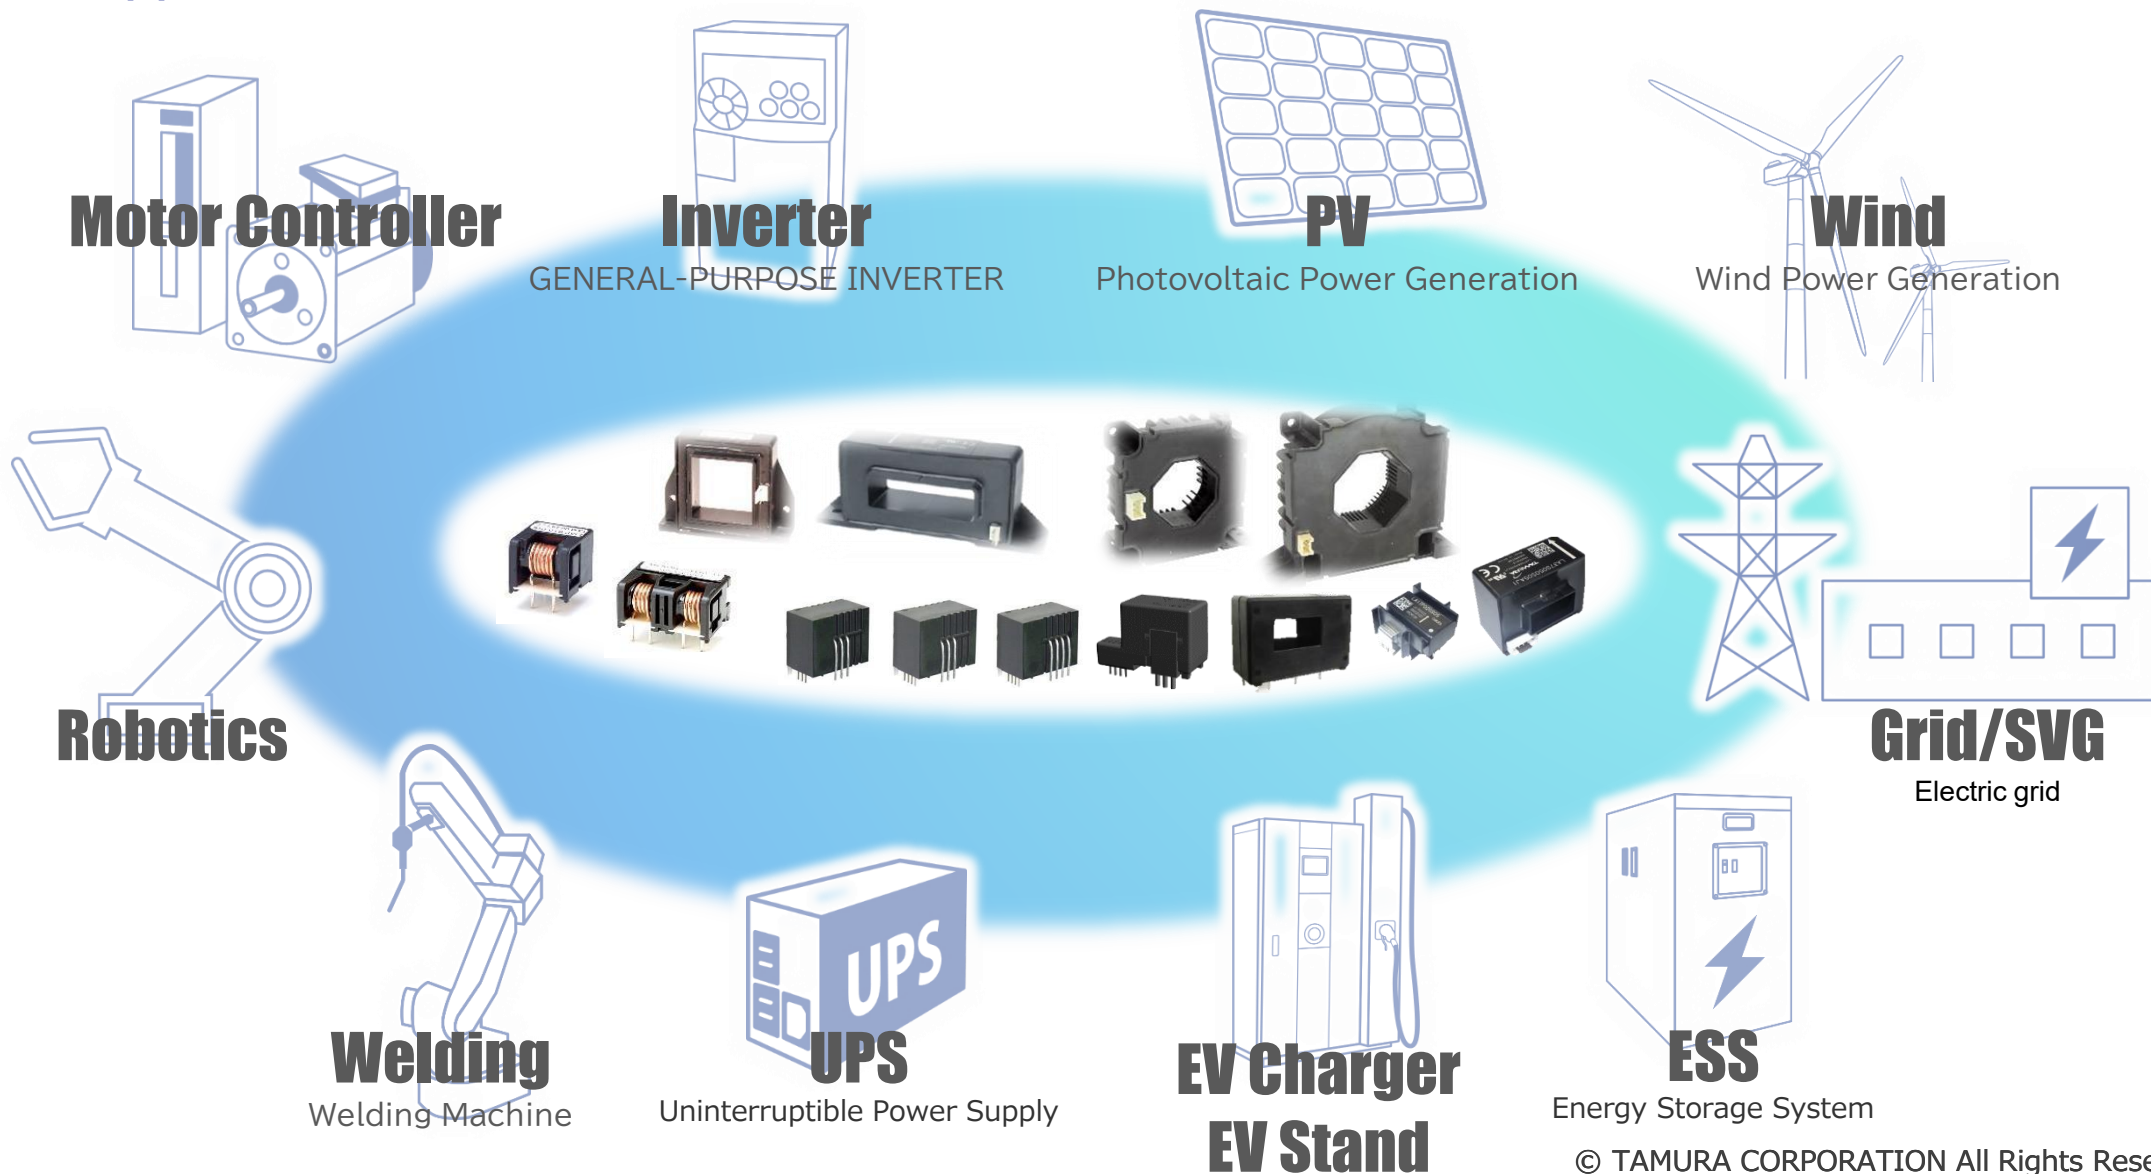 Motor Controller
Inverter
GENERAL-PURPOSE INVERTER
PV
Photovoltaic Power Generation
Wind
Wind Power Generation
Robotics
Grid/SVG
Electric grid
Welding
Welding Machine
UPS
UPS
Uninterruptible Power Supply
EV Charger
EV Stand
ESS
Energy Storage System
© TAMURA CORPORATION All Rights Rese